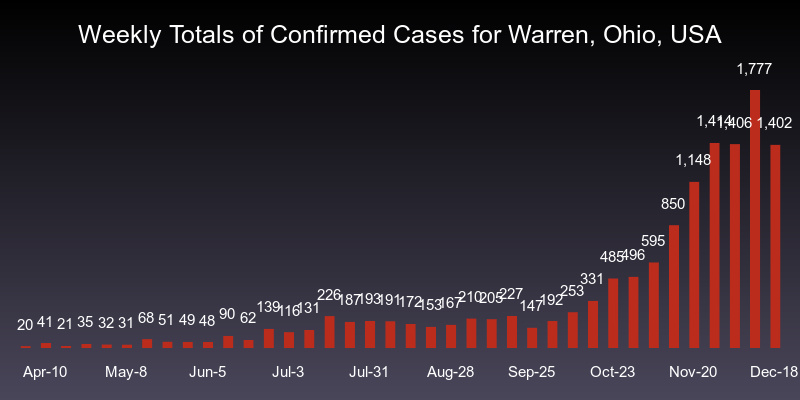 Weekly Totals of Confirmed Cases for Warren, Ohio, USA
20 41 21 35 32 31 68 51 49 48 90 62 139 116 131 226 187 193 191 172 153 167 210 205 227 147 192 253 331 485 496 595 850 1,148 1,414 1,406 1,777 1,402
Apr-10 May-8 Jun-5 Jul-3 Jul-31 Aug-28 Sep-25 Oct-23 Nov-20 Dec-18